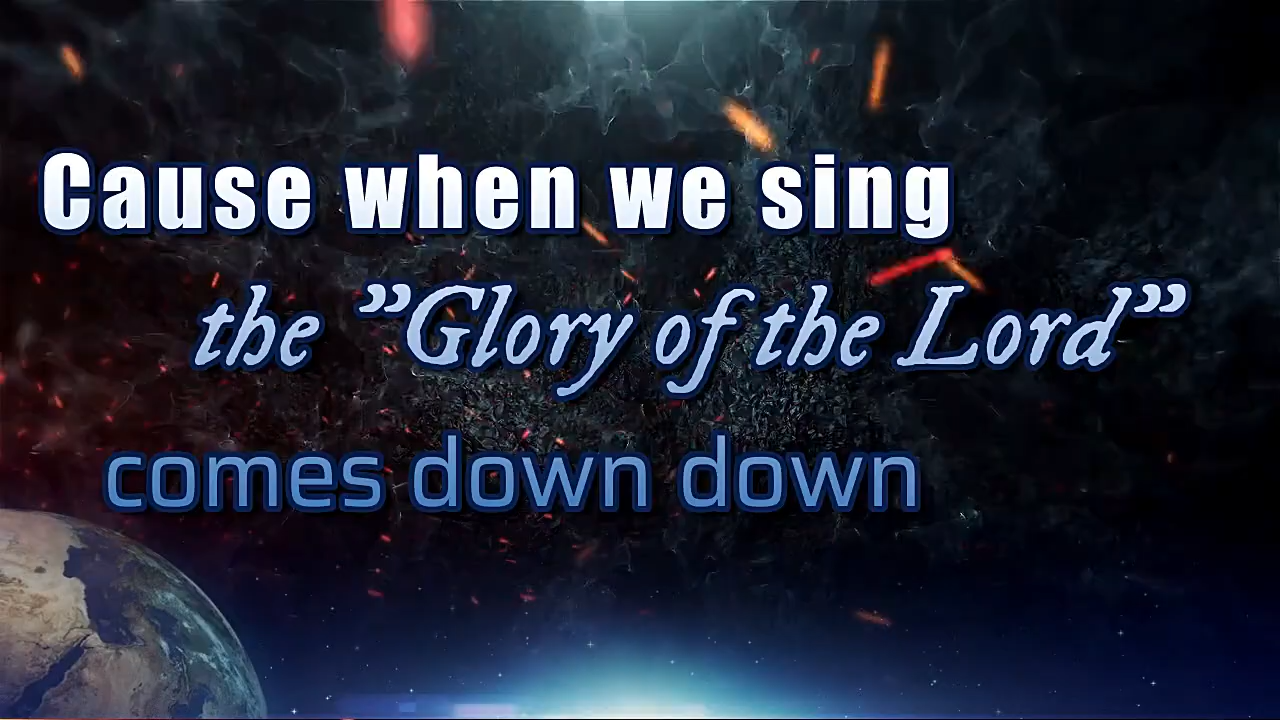 Cause when we sing
the "Glory of the Lord"
comes down down